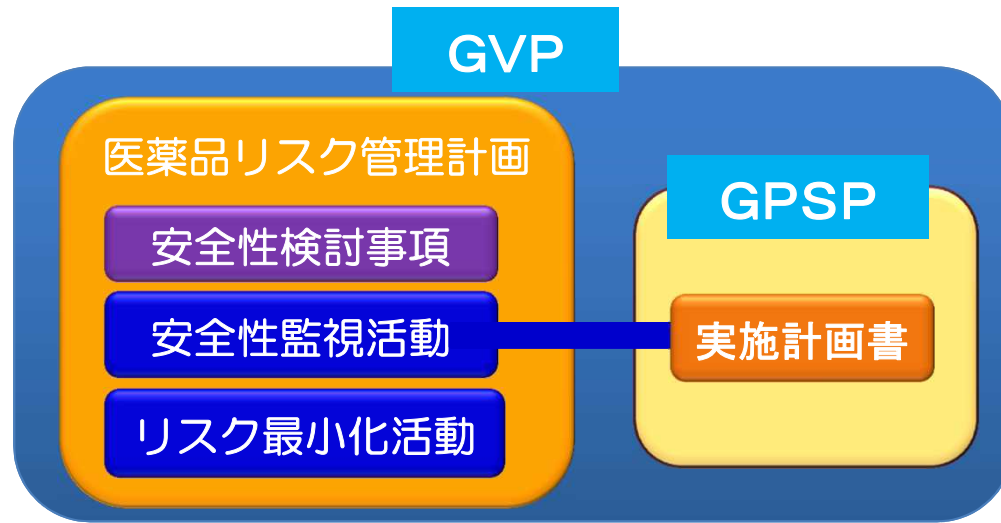 GVP
医薬品リスク管理計画
安全性検討事項
安全性監視活動
リスク最小化活動
GPSP
実施計画書